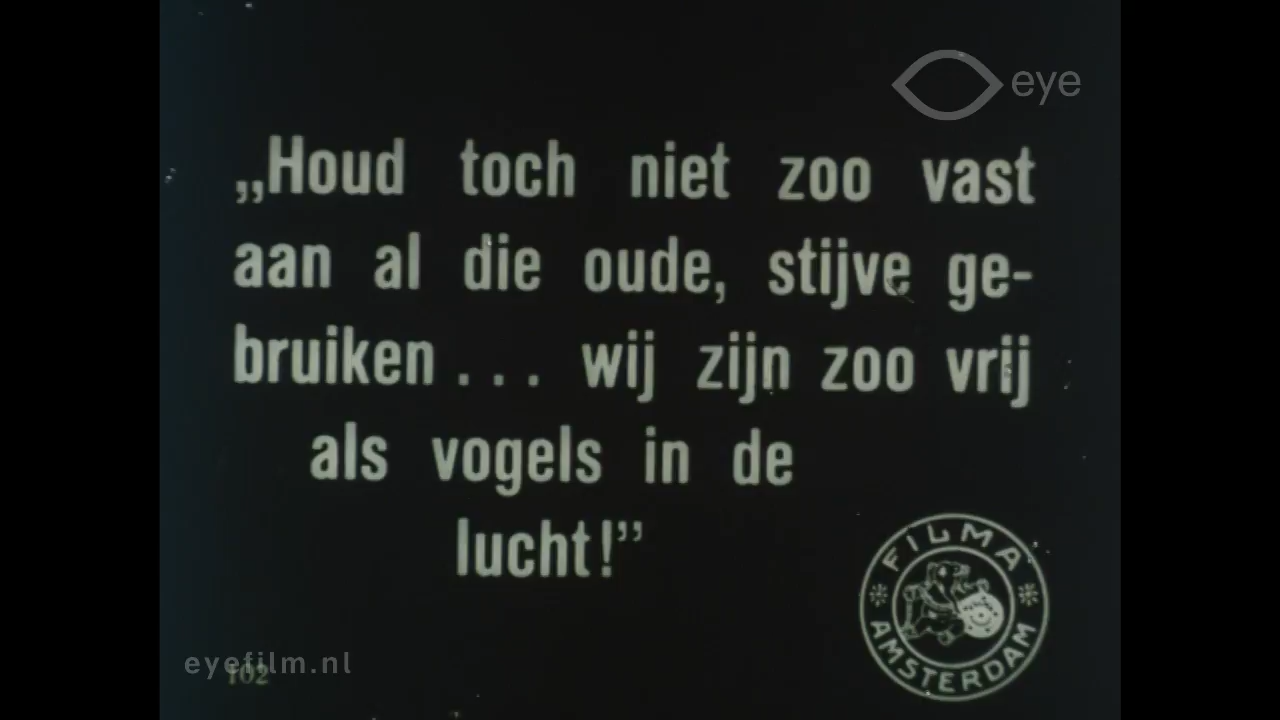 eye
„Houd toch niet zoo vast
aan al die oude, stijve ge-
bruiken... wij zijn zoo vrij
als vogels in de
lucht!”
FILMA
AMSTERDAM
eyefilm.nl
102